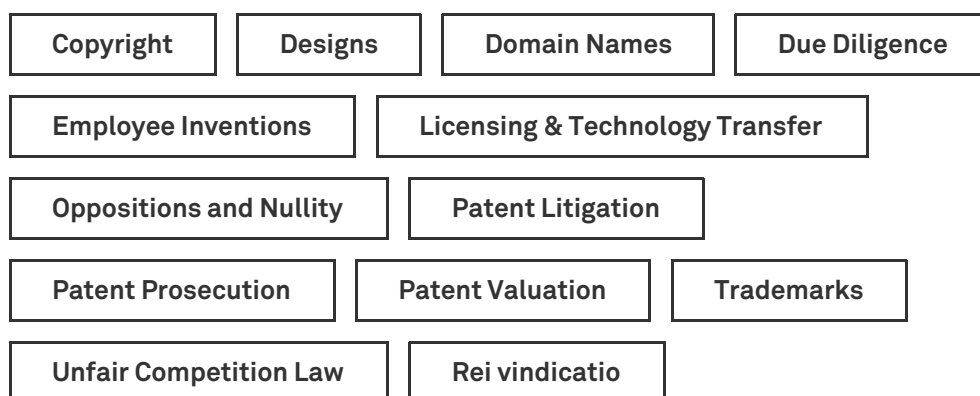 Copyright Designs Domain Names Due Diligence
Employee Inventions Licensing & Technology Transfer
Oppositions and Nullity Patent Litigation
Patent Prosecution Patent Valuation Trademarks
Unfair Competition Law Rei vindicatio